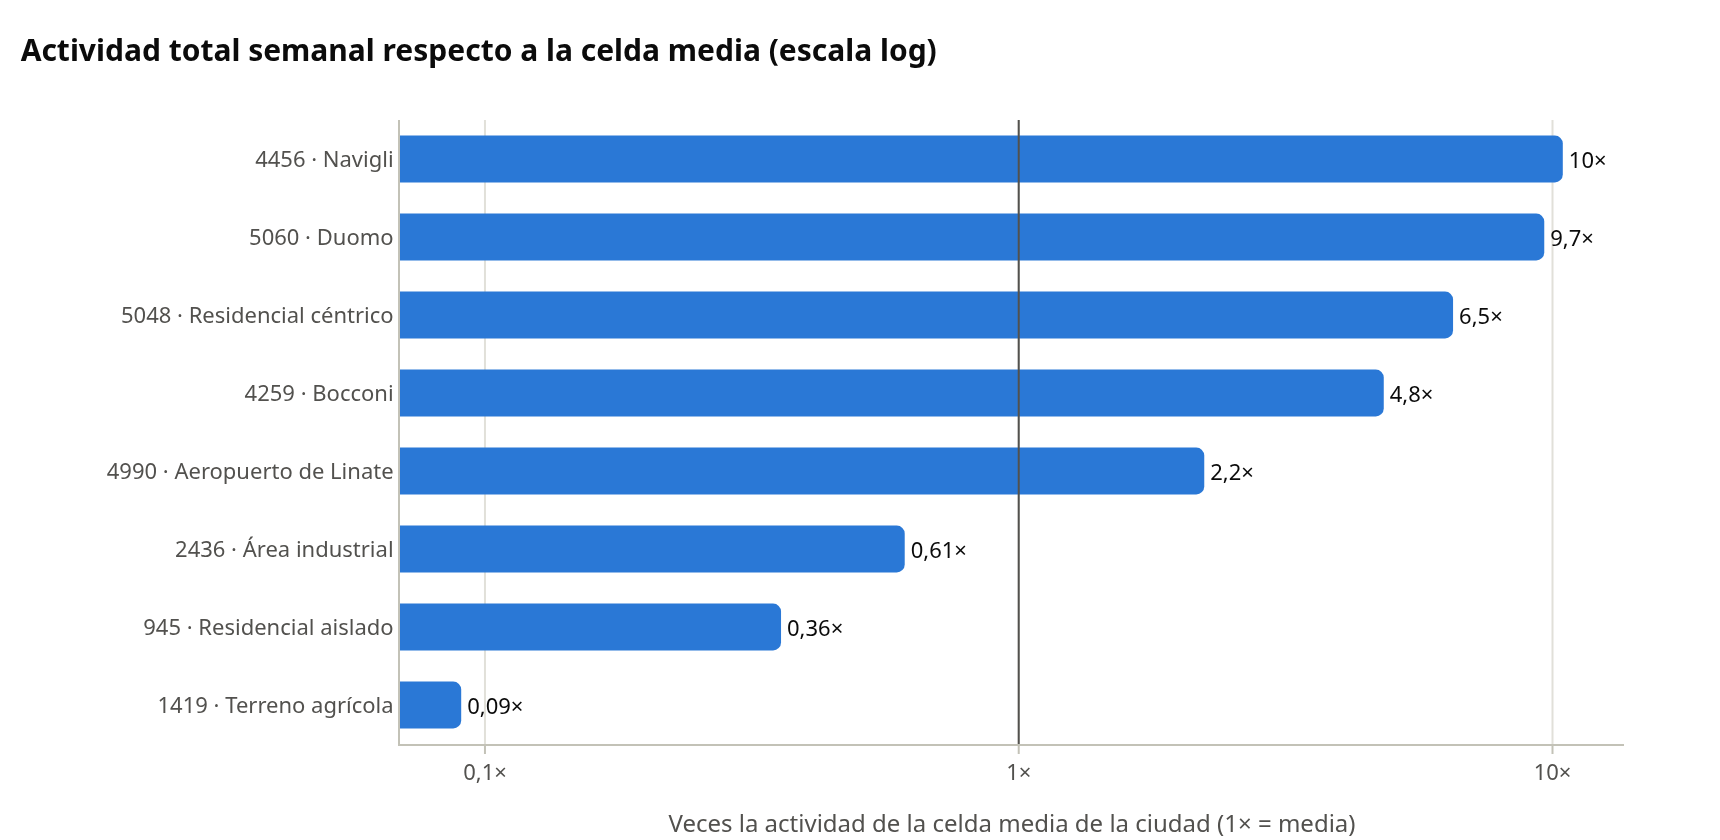 Actividad total semanal respecto a la celda media (escala log)
4456 · Navigli 10×
5060 · Duomo 9,7×
5048 · Residencial céntrico 6,5×
4259 · Bocconi 4,8×
4990 · Aeropuerto de Linate 2,2×
2436 · Área industrial 0,61×
945 · Residencial aislado 0,36×
1419 · Terreno agrícola 0,09×
0,1× 1× 10×
Veces la actividad de la celda media de la ciudad (1× = media)